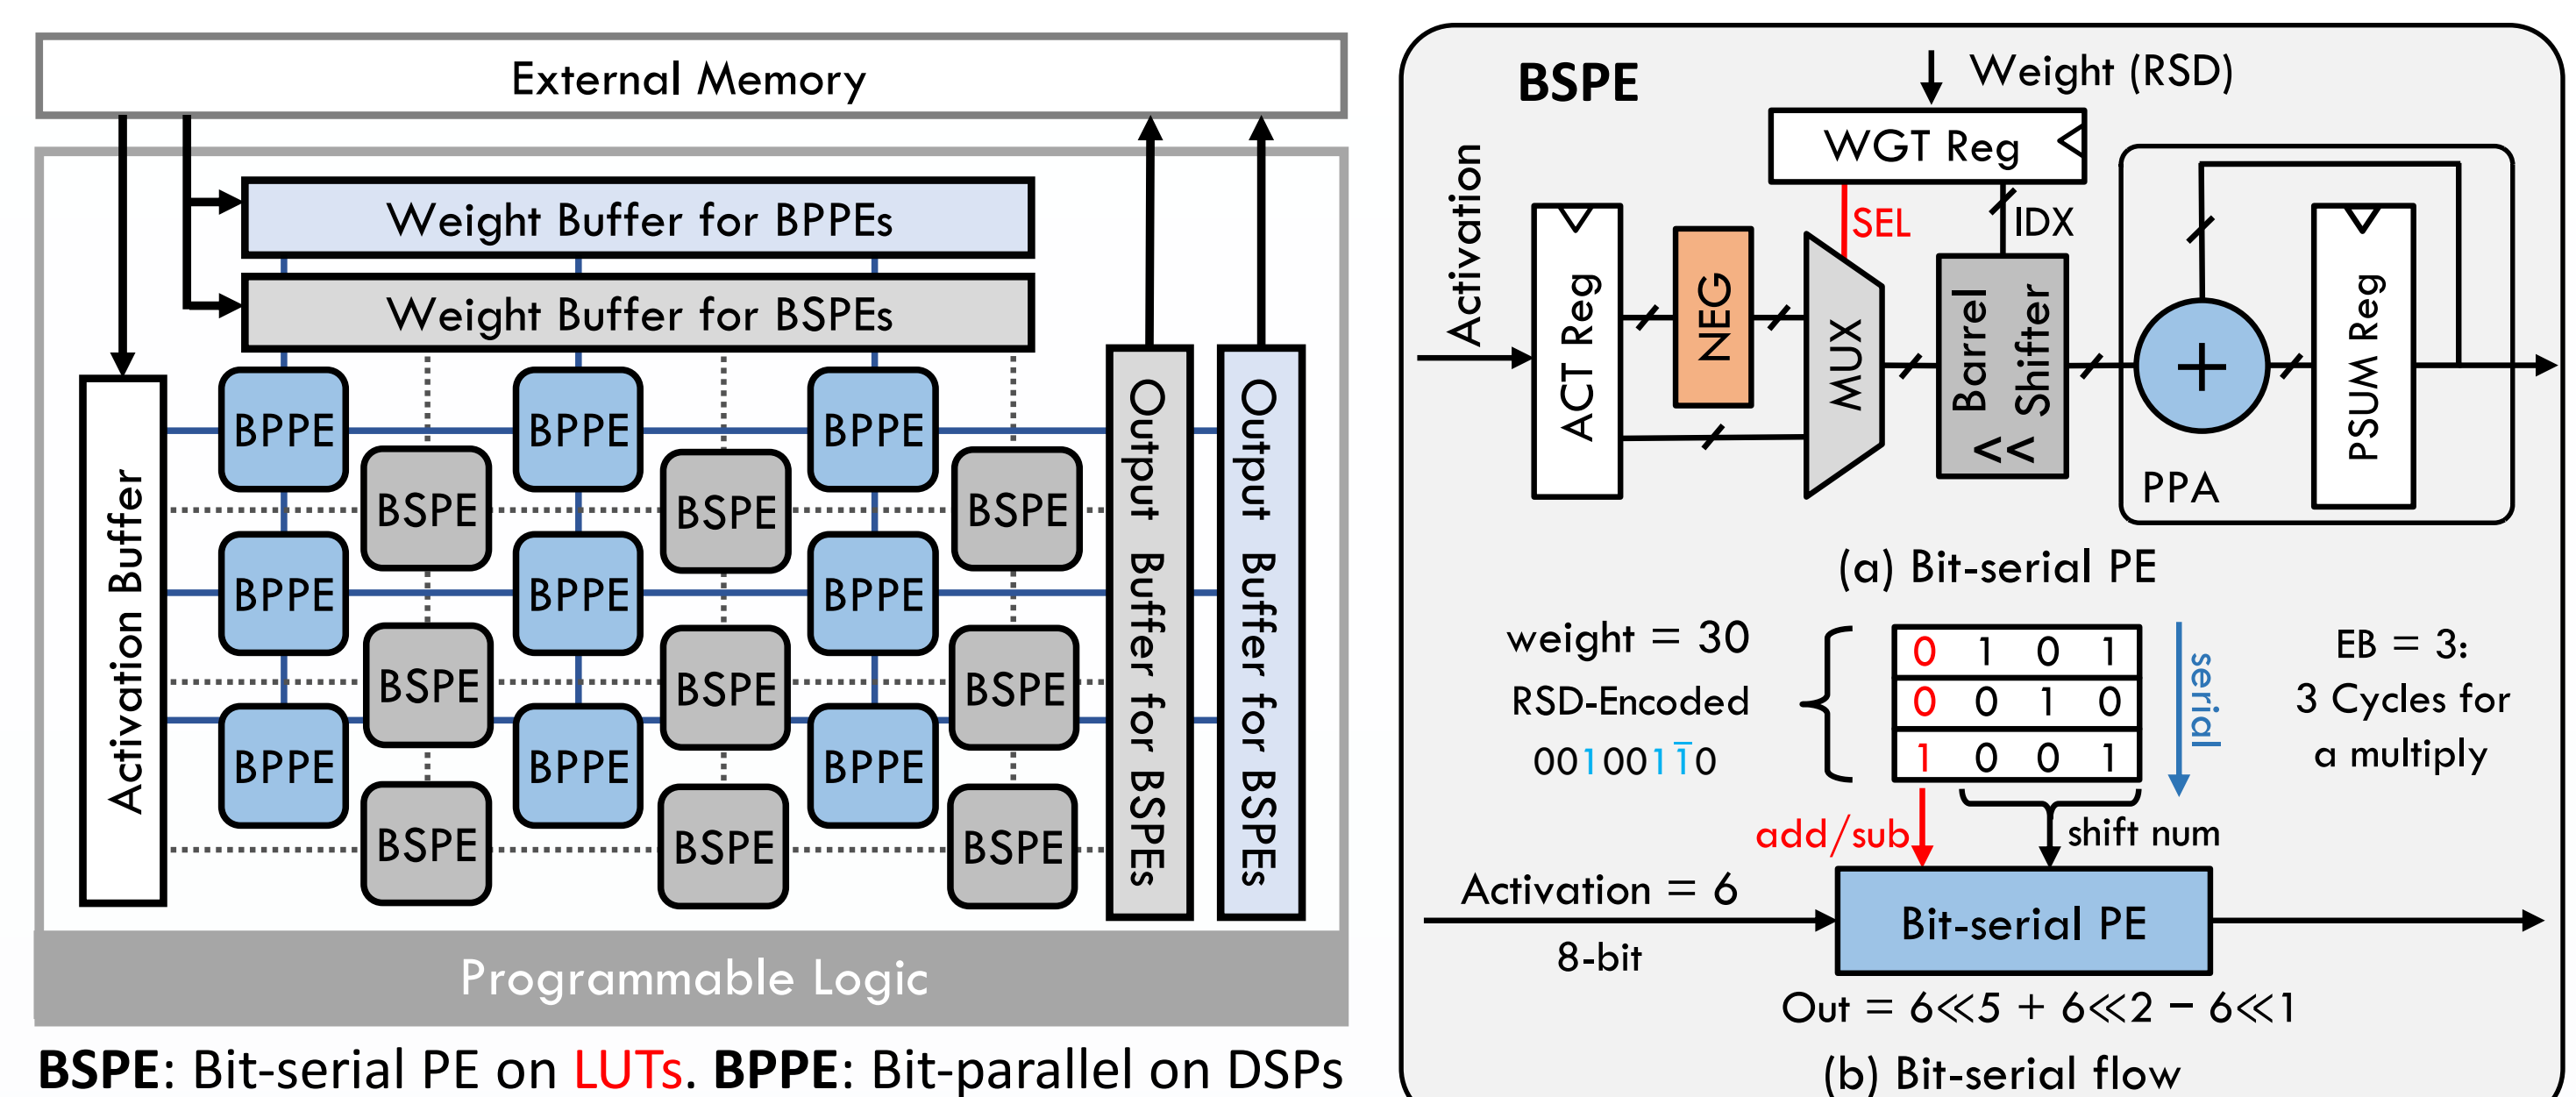 External Memory
Weight Buffer for BPPEs
Weight Buffer for BSPEs
Activation Buffer
BPPE BPPE BPPE
BSPE BSPE BSPE
BPPE BPPE BPPE
BSPE BSPE BSPE
BPPE BPPE BPPE
BSPE BSPE BSPE
Output Buffer for BSPEs
Output Buffer for BPPEs
Programmable Logic
BSPE: Bit-serial PE on LUTs. BPPE: Bit-parallel on DSPs
BSPE
Weight (RSD)
WGT Reg
SEL
IDX
Activation
ACT Reg
NEG
MUX
Barrel
Shifter
<<
+
PSUM Reg
PPA
(a) Bit-serial PE
weight = 30
RSD-Encoded
0010011̅0
0 1 0 1
0 0 1 0
1 0 0 1
serial
EB = 3:
3 Cycles for
a multiply
add/sub
shift num
Activation = 6
8-bit
Bit-serial PE
Out = 6≪5 + 6≪2 − 6≪1
(b) Bit-serial flow